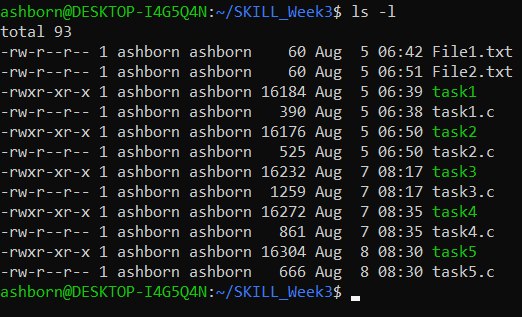 ashborn@DESKTOP-I4G5Q4N:~/SKILL_Week3$ ls -l
total 93
-rw-r--r-- 1 ashborn ashborn    60 Aug  5 06:42 File1.txt
-rw-r--r-- 1 ashborn ashborn    60 Aug  5 06:51 File2.txt
-rwxr-xr-x 1 ashborn ashborn 16184 Aug  5 06:39 task1
-rw-r--r-- 1 ashborn ashborn   390 Aug  5 06:38 task1.c
-rwxr-xr-x 1 ashborn ashborn 16176 Aug  5 06:50 task2
-rw-r--r-- 1 ashborn ashborn   525 Aug  5 06:50 task2.c
-rwxr-xr-x 1 ashborn ashborn 16232 Aug  7 08:17 task3
-rw-r--r-- 1 ashborn ashborn  1259 Aug  7 08:17 task3.c
-rwxr-xr-x 1 ashborn ashborn 16272 Aug  7 08:35 task4
-rw-r--r-- 1 ashborn ashborn   861 Aug  7 08:35 task4.c
-rwxr-xr-x 1 ashborn ashborn 16304 Aug  8 08:30 task5
-rw-r--r-- 1 ashborn ashborn   666 Aug  8 08:30 task5.c
ashborn@DESKTOP-I4G5Q4N:~/SKILL_Week3$